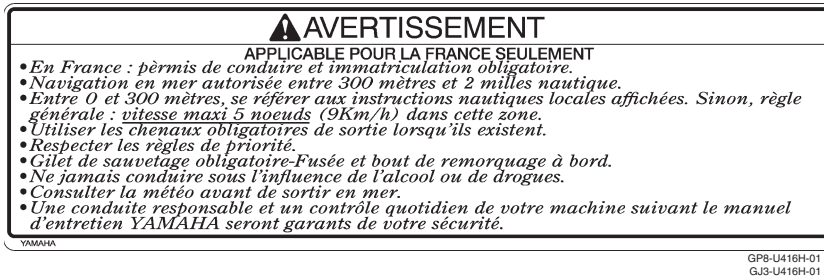 AVERTISSEMENT
APPLICABLE POUR LA FRANCE SEULEMENT
•En France : pèrmis de conduire et immatriculation obligatoire.
•Navigation en mer autorisée entre 300 mètres et 2 milles nautique.
•Entre 0 et 300 mètres, se référer aux instructions nautiques locales affichées. Sinon, règle
générale : vitesse maxi 5 noeuds (9Km/h) dans cette zone.
•Utiliser les chenaux obligatoires de sortie lorsqu'ils existent.
•Respecter les règles de priorité.
•Gilet de sauvetage obligatoire-Fusée et bout de remorquage à bord.
•Ne jamais conduire sous l'influence de l'alcool ou de drogues.
•Consulter la météo avant de sortir en mer.
•Une conduite responsable et un contrôle quotidien de votre machine suivant le manuel
d'entretien YAMAHA seront garants de votre sécurité.
YAMAHA
GP8-U416H-01
GJ3-U416H-01